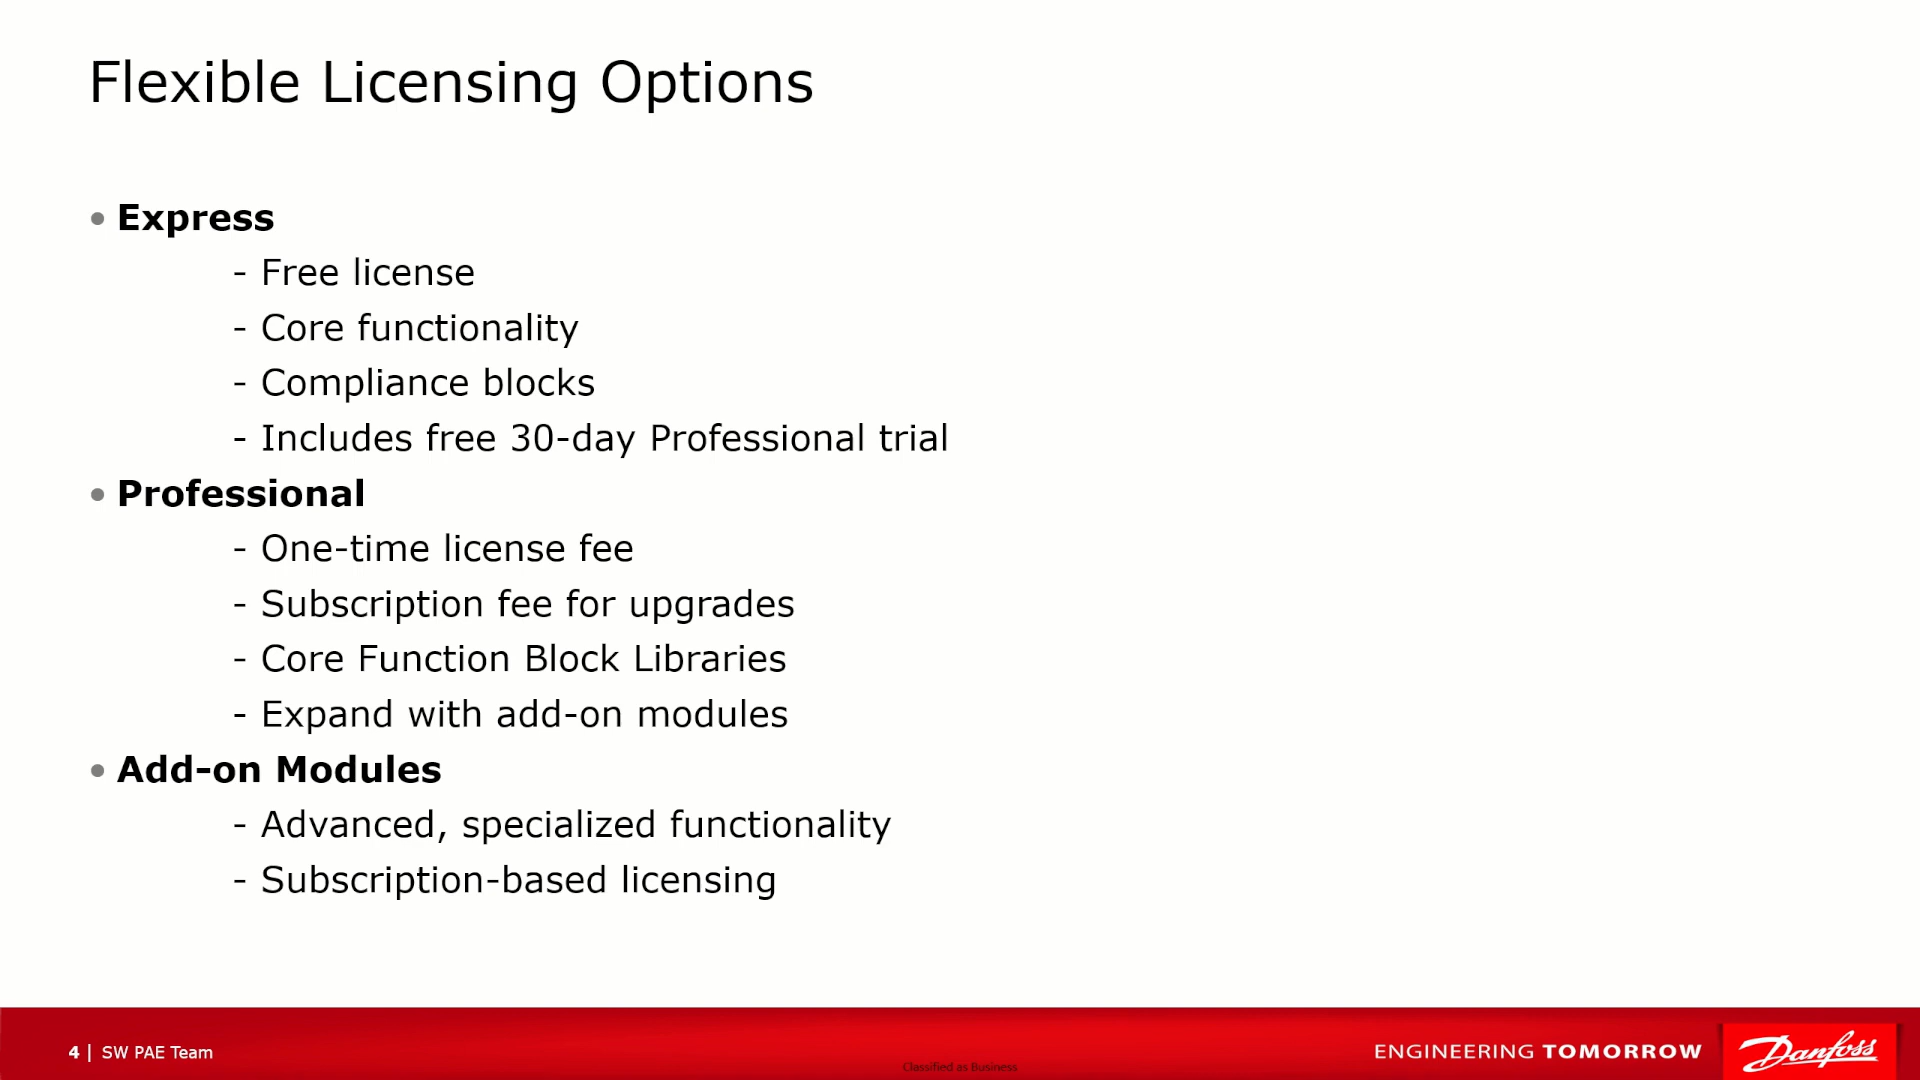 Flexible Licensing Options
• Express
- Free license
- Core functionality
- Compliance blocks
- Includes free 30-day Professional trial
• Professional
- One-time license fee
- Subscription fee for upgrades
- Core Function Block Libraries
- Expand with add-on modules
• Add-on Modules
- Advanced, specialized functionality
- Subscription-based licensing
4 | SW PAE Team
Classified as Business
ENGINEERING TOMORROW
Danfoss